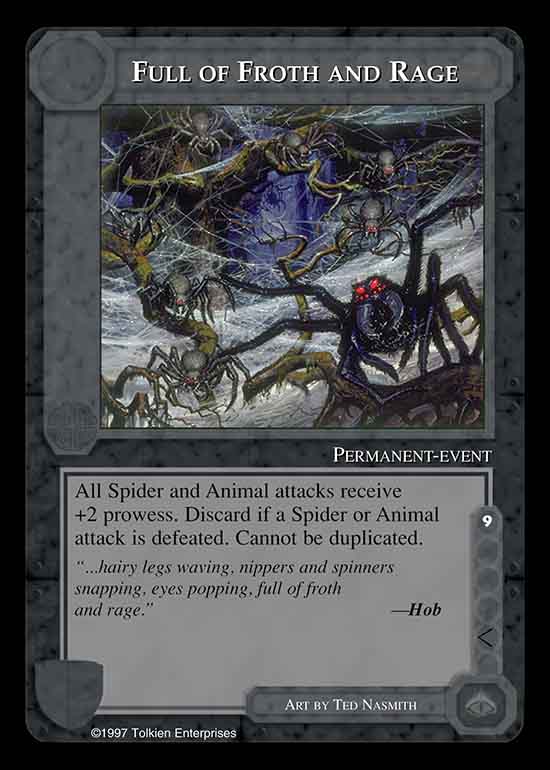 Full of Froth and Rage
Permanent-event
All Spider and Animal attacks receive
+2 prowess. Discard if a Spider or Animal
attack is defeated. Cannot be duplicated.
9
“...hairy legs waving, nippers and spinners
snapping, eyes popping, full of froth
and rage.” —Hob
<
Art by Ted Nasmith
©1997 Tolkien Enterprises